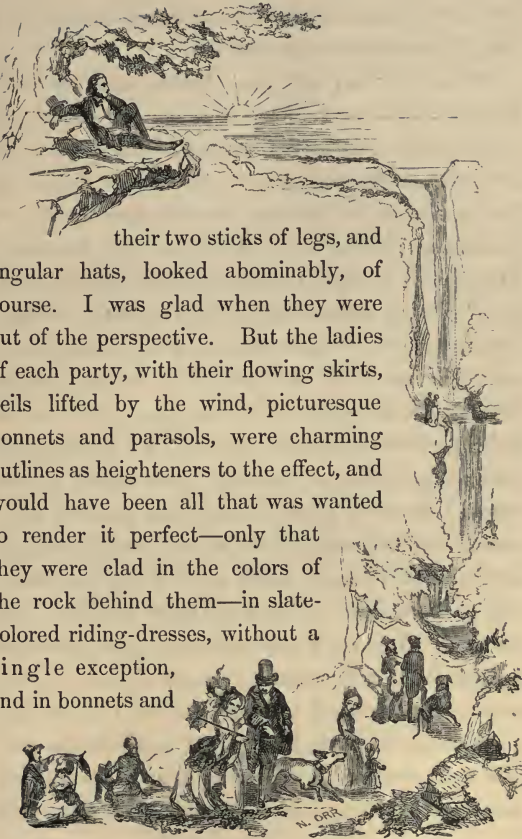 their two sticks of legs, and
ngular hats, looked abominably, of
ourse. I was glad when they were
ut of the perspective. But the ladies
f each party, with their flowing skirts,
eils lifted by the wind, picturesque
onnets and parasols, were charming
utlines as heighteners to the effect, and
vould have been all that was wanted
o render it perfect—only that
hey were clad in the colors of
he rock behind them—in slate-
olored riding-dresses, without a
ingle exception,
nd in bonnets and
N. ORR